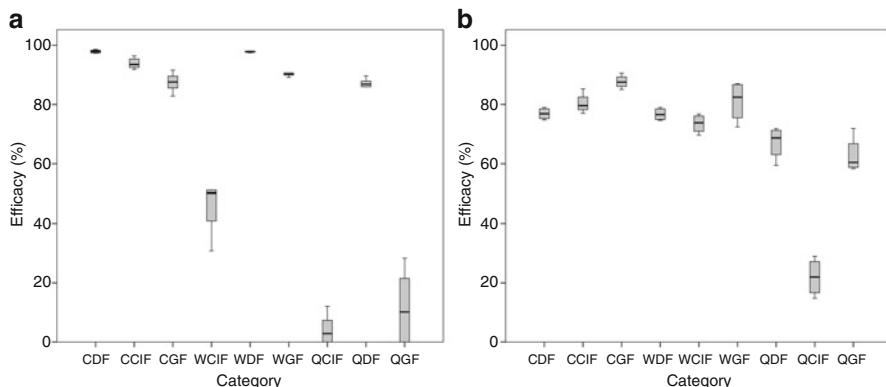 a
100
80
60
40
20
0
Efficacy (%)
CDF CCIF CGF WCIF WDF WGF QCIF QDF QGF
Category
b
100
80
60
40
20
0
Efficacy (%)
CDF CCIF CGF WDF WCIF WGF QDF QCIF QGF
Category